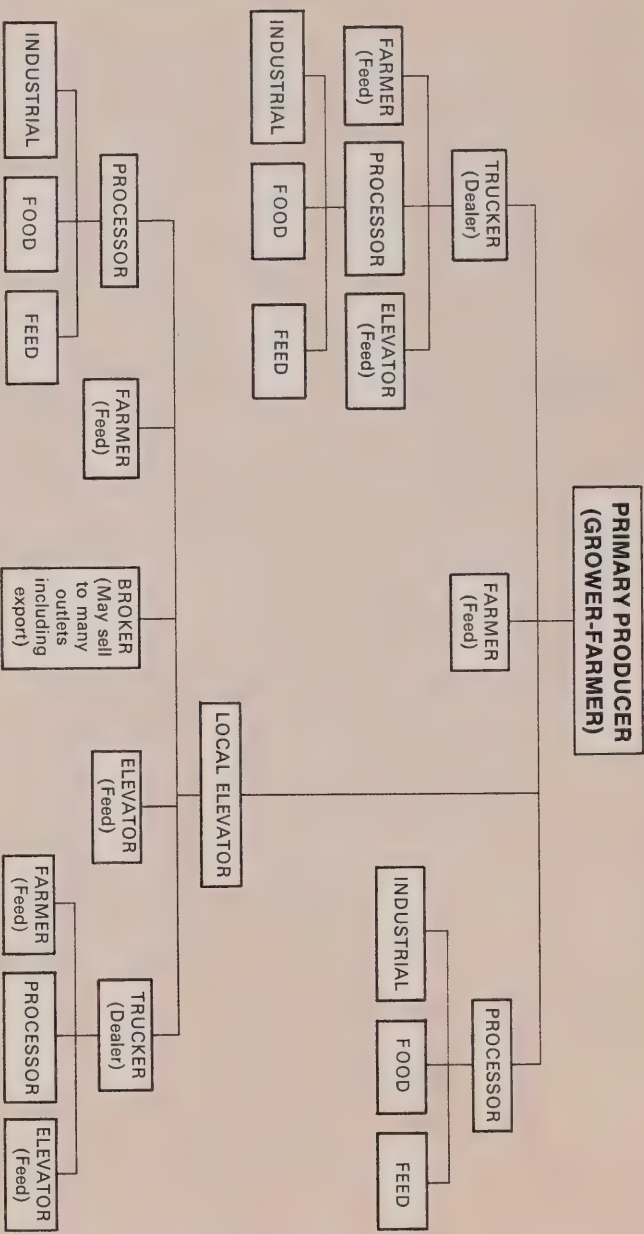 PRIMARY PRODUCER
(GROWER-FARMER)
TRUCKER
(Dealer)
FARMER
(Feed)
PROCESSOR
ELEVATOR
(Feed)
INDUSTRIAL
FOOD
FEED
FARMER
(Feed)
PROCESSOR
INDUSTRIAL
FOOD
FEED
LOCAL ELEVATOR
PROCESSOR
INDUSTRIAL
FOOD
FEED
FARMER
(Feed)
BROKER
(May sell
to many
outlets
including
export)
ELEVATOR
(Feed)
TRUCKER
(Dealer)
FARMER
(Feed)
PROCESSOR
ELEVATOR
(Feed)